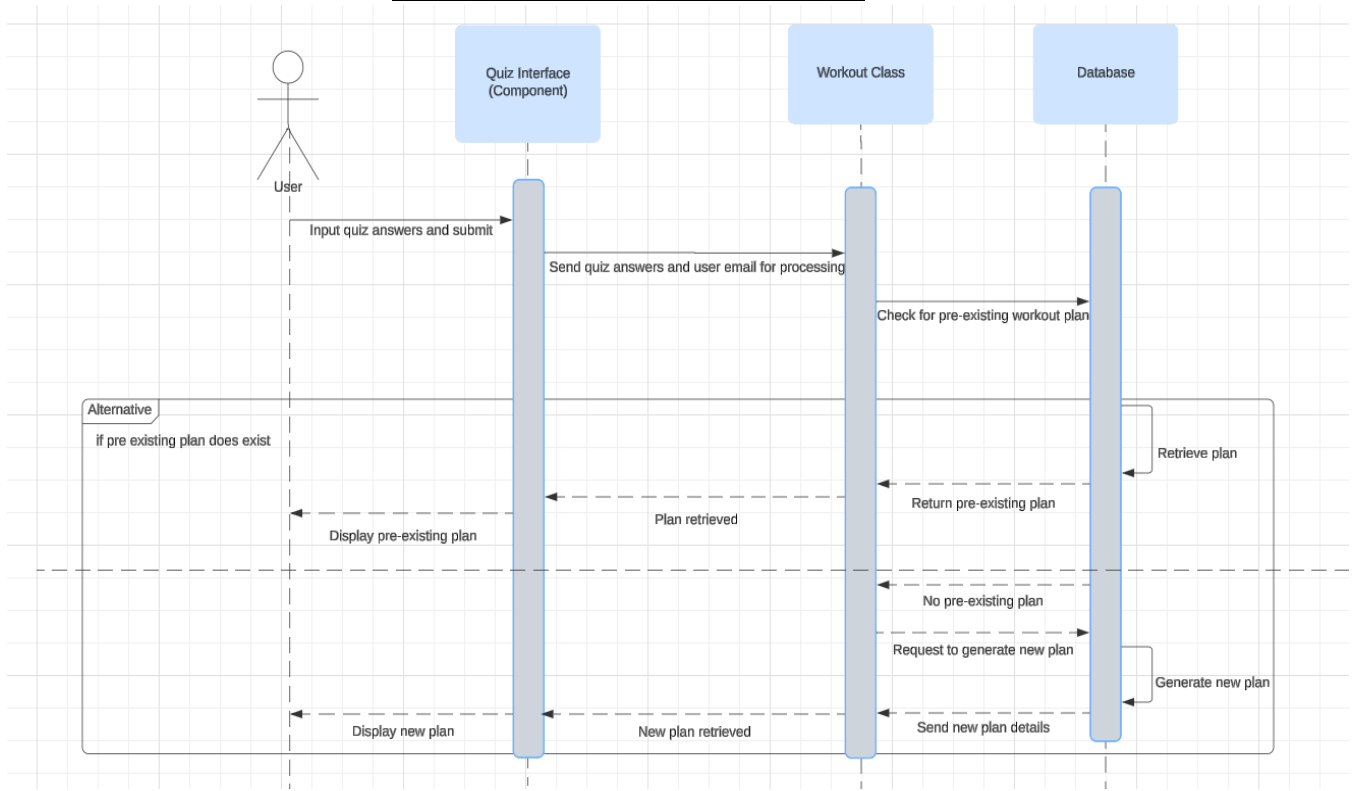 Quiz Interface
(Component)
Workout Class
Database
User
Input quiz answers and submit
Send quiz answers and user email for processing
Check for pre-existing workout plan
Alternative
if pre existing plan does exist
Retrieve plan
Return pre-existing plan
Plan retrieved
Display pre-existing plan
No pre-existing plan
Request to generate new plan
Generate new plan
Send new plan details
New plan retrieved
Display new plan